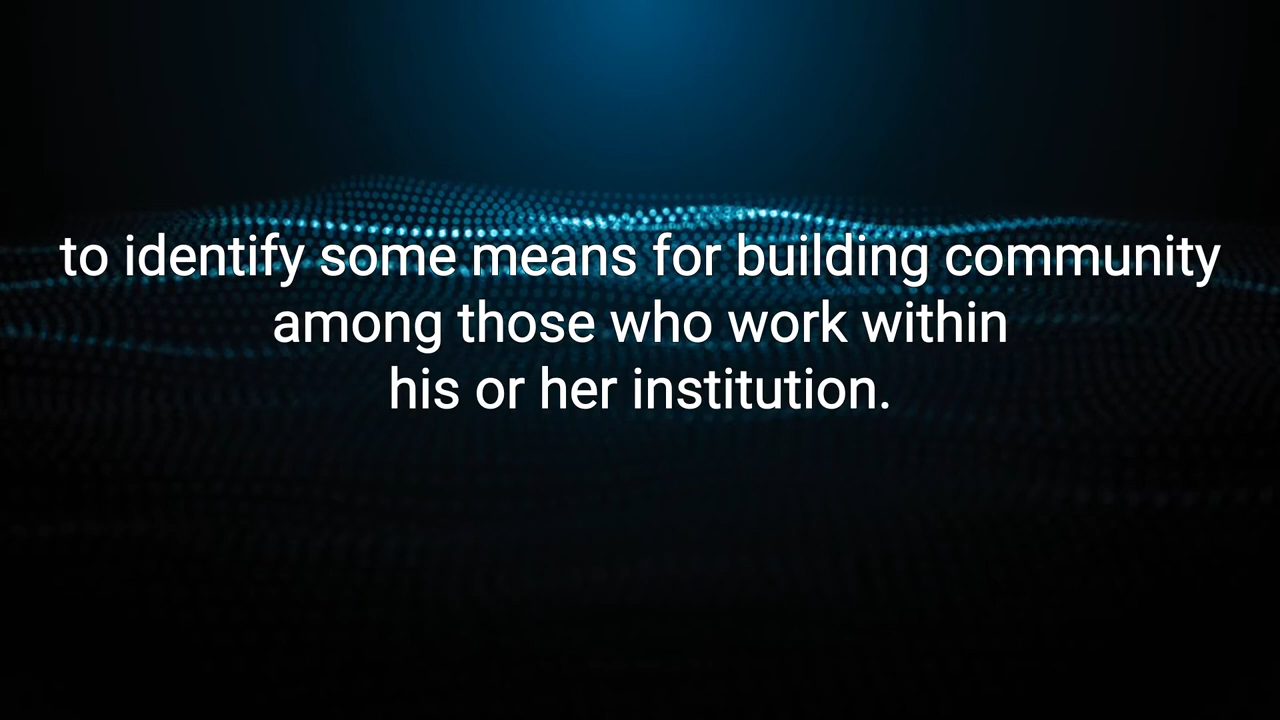 to identify some means for building community
among those who work within
his or her institution.